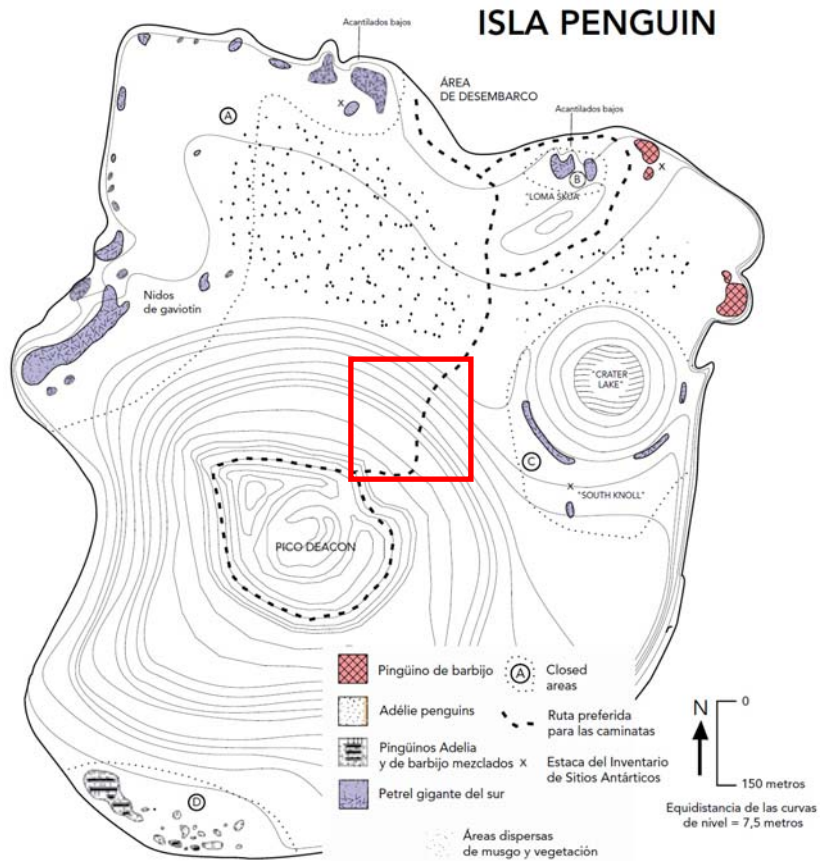 ISLA PENGUIN
Acantilados bajos
ÁREA
DE DESEMBARCO
Acantilados bajos
x
A
B
x
"LOMA SKUA"
Nidos
de gaviotín
"CRATER
LAKE"
C
x
"SOUTH KNOLL"
PICO DEACON
D
Pingüino de barbijo
A
Closed
areas
Adélie penguins
Ruta preferida
para las caminatas
Pingüinos Adelia
y de barbijo mezclados
x
Estaca del Inventario
de Sitios Antárticos
Petrel gigante del sur
Áreas dispersas
de musgo y vegetación
N
0
150 metros
Equidistancia de las curvas
de nivel = 7,5 metros